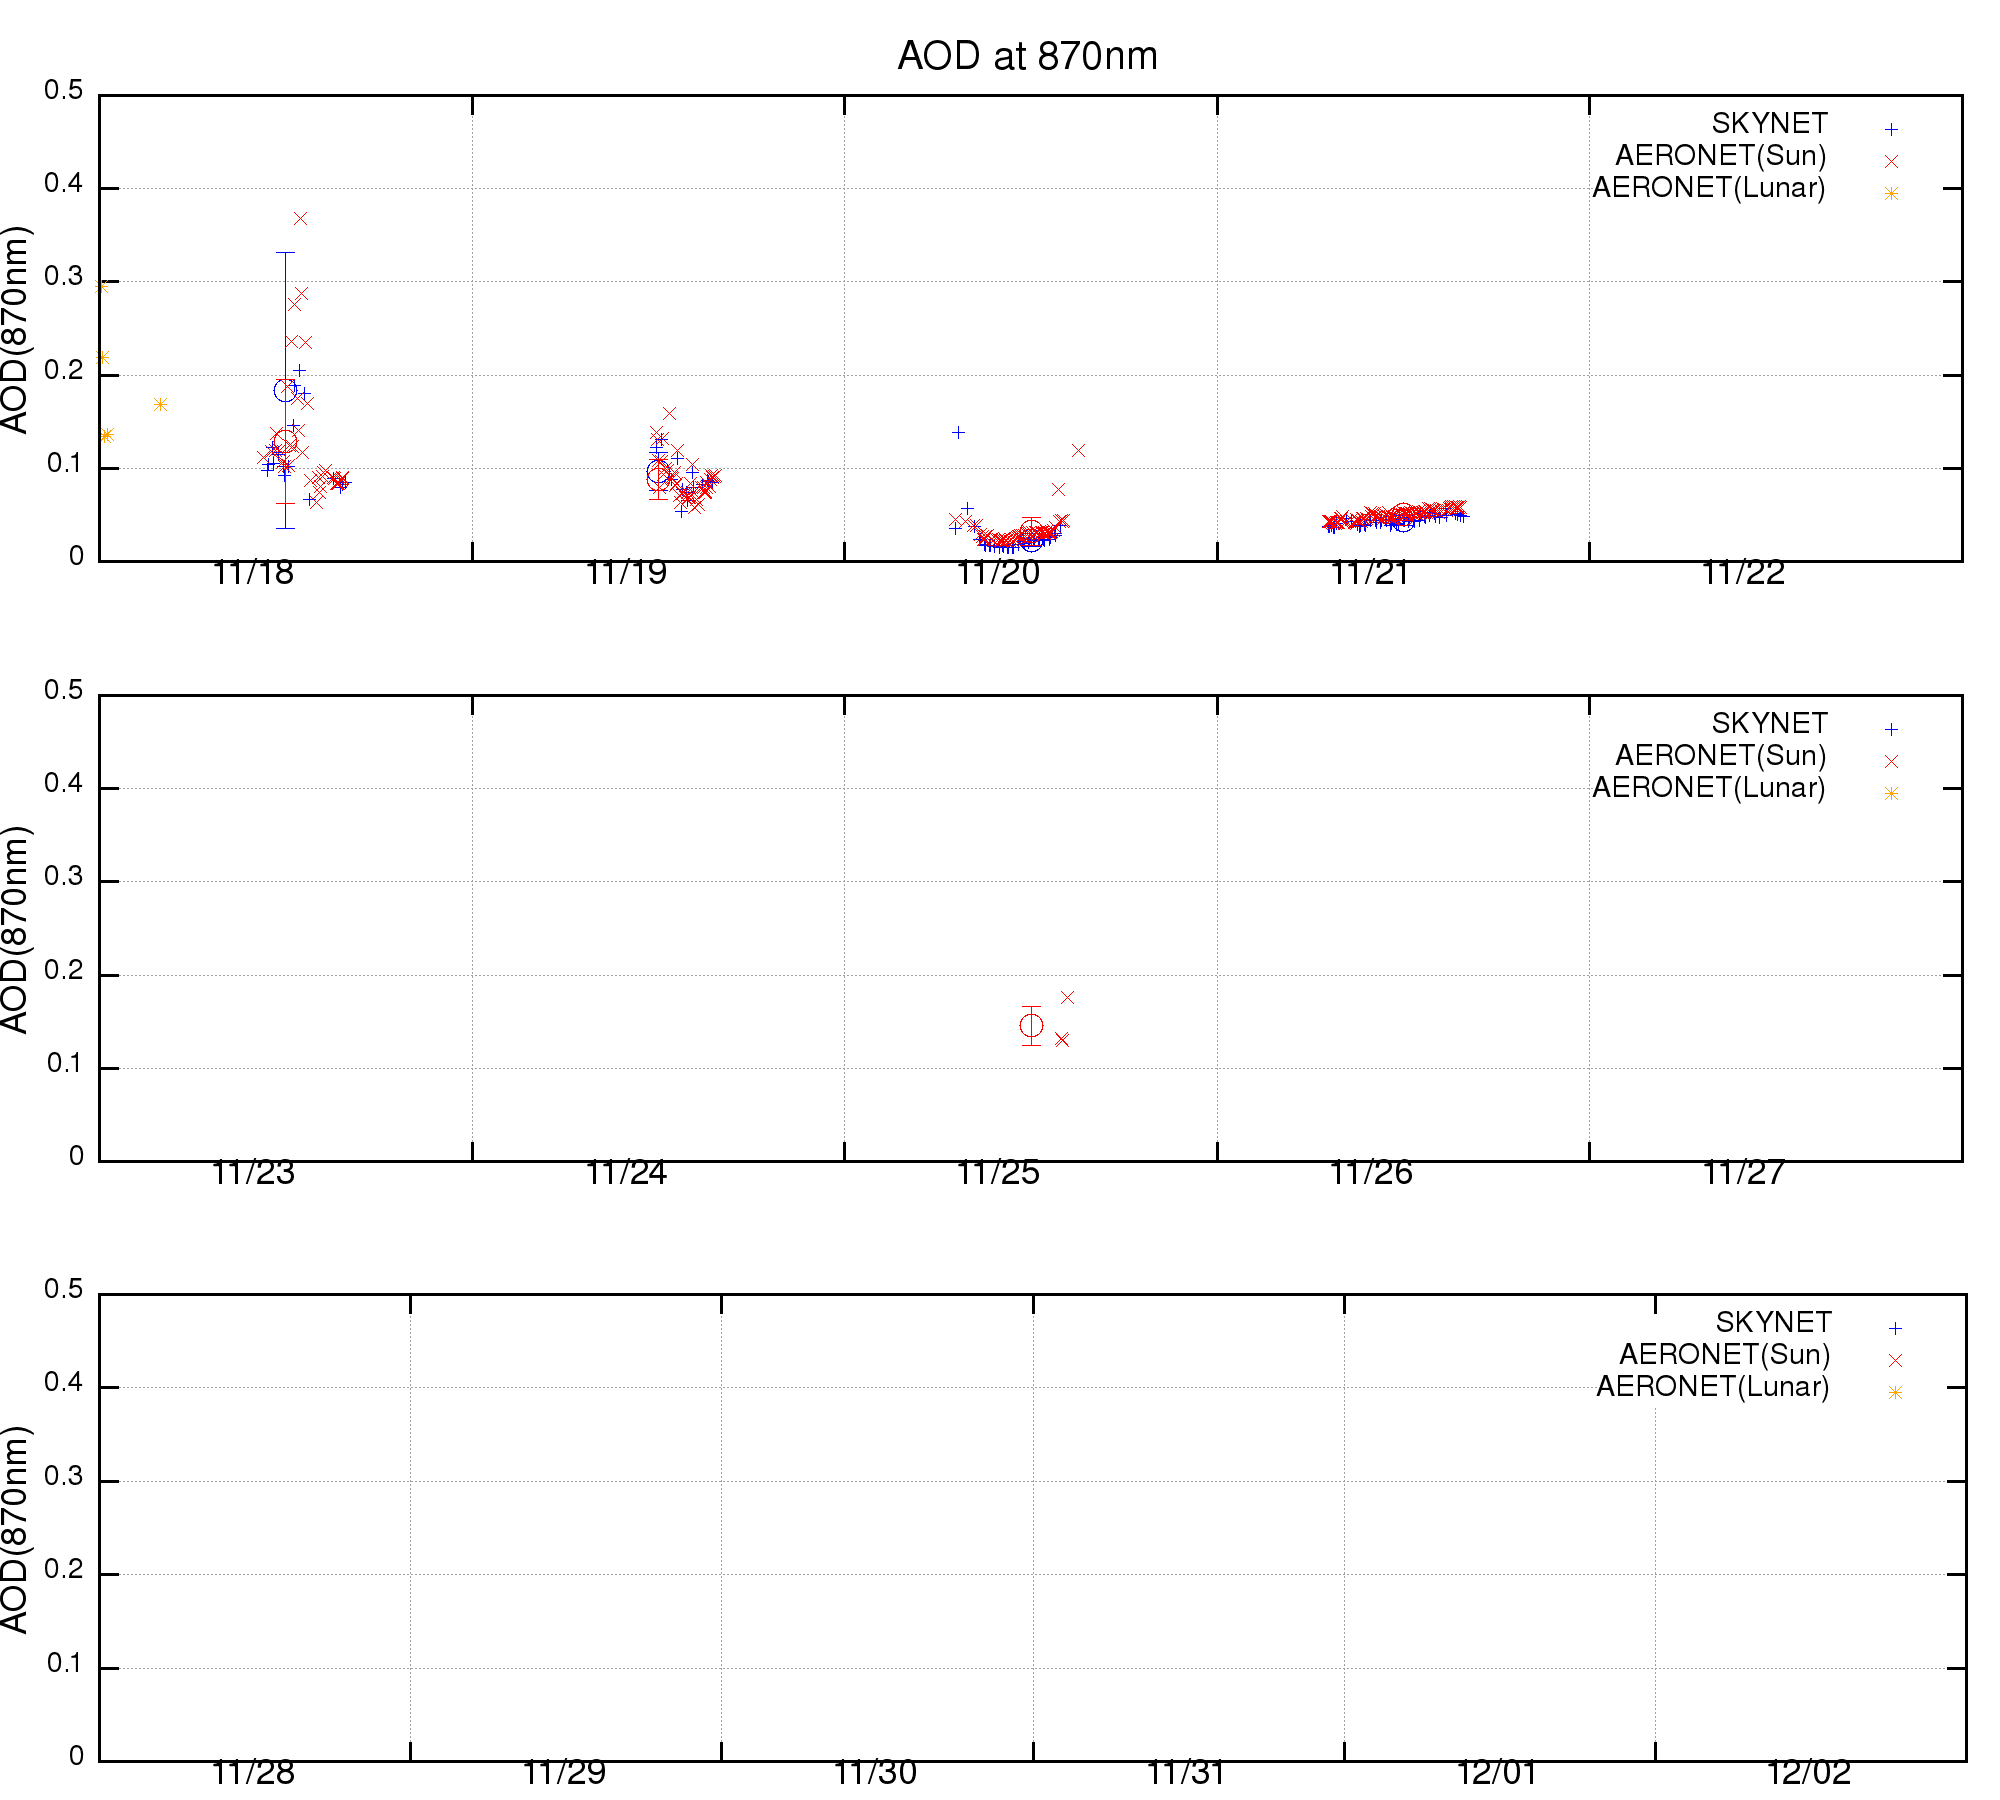 AOD at 870nm
0.5
0.4
0.3
0.2
0.1
0
AOD(870nm)
SKYNET
AERONET(Sun)
AERONET(Lunar)
11/18
11/19
11/20
11/21
11/22
0.5
0.4
0.3
0.2
0.1
0
AOD(870nm)
SKYNET
AERONET(Sun)
AERONET(Lunar)
11/23
11/24
11/25
11/26
11/27
0.5
0.4
0.3
0.2
0.1
0
AOD(870nm)
SKYNET
AERONET(Sun)
AERONET(Lunar)
11/28
11/29
11/30
11/31
12/01
12/02